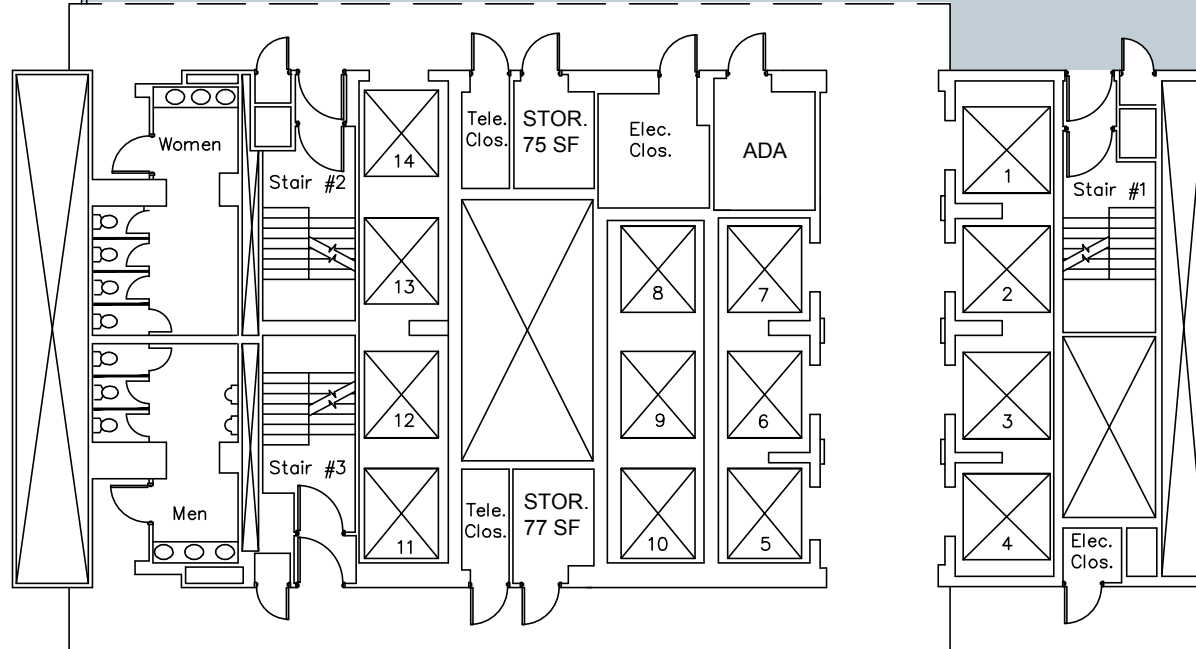 Women
Stair #2
14
Tele.
Clos.
STOR.
75 SF
Elec.
Clos.
ADA
1
Stair #1
13
8
7
2
12
9
6
3
Stair #3
Men
11
Tele.
Clos.
STOR.
77 SF
10
5
4
Elec.
Clos.